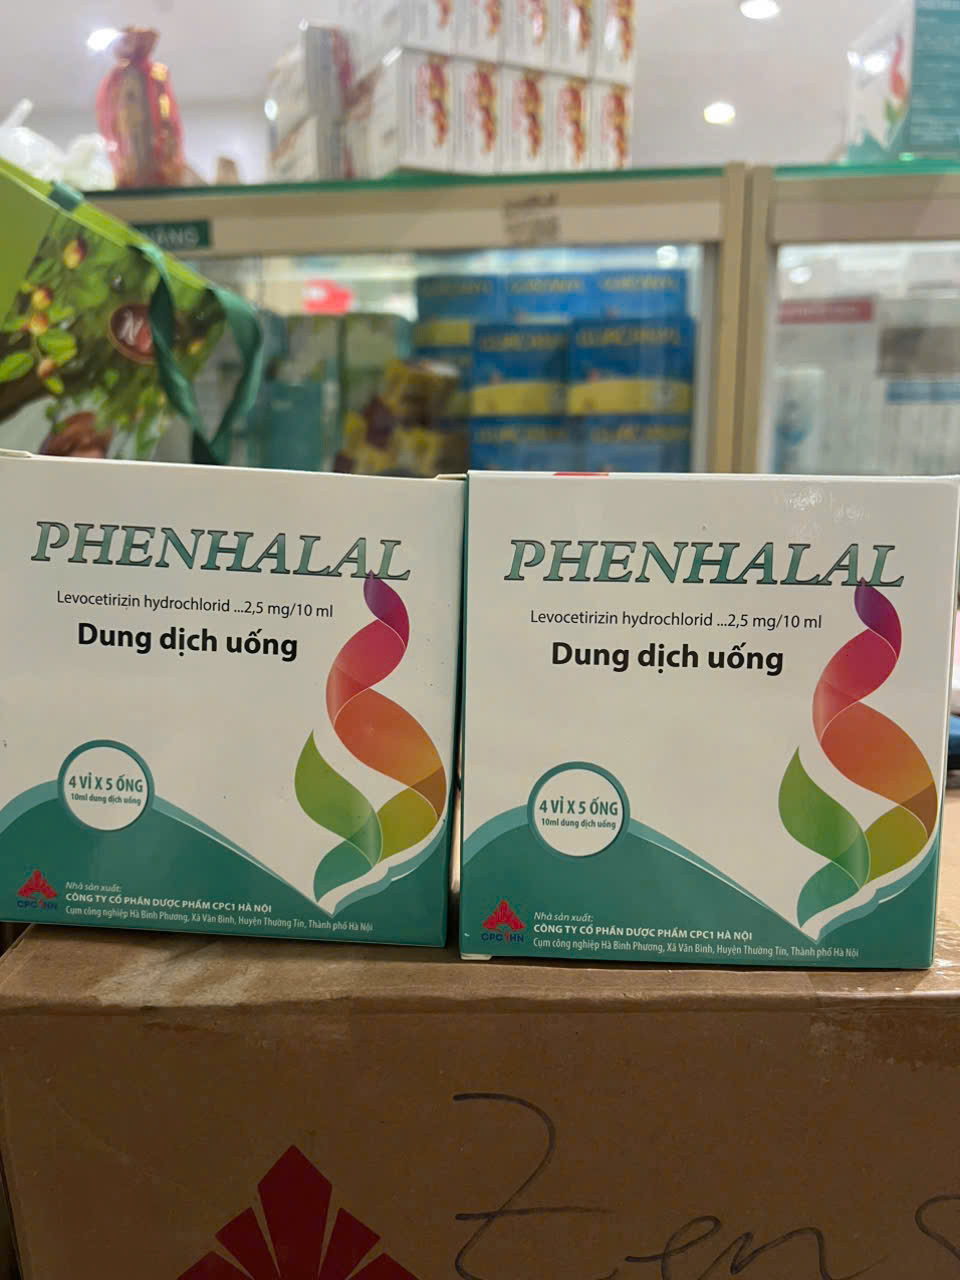 NĂNG
PHENHALAL
Levocetirizin hydrochlorid ...2,5 mg/10 ml
Dung dịch uống
4 VỈ X 5 ỐNG
10ml dung dịch uống
CPC1HN
Nhà sản xuất:
CÔNG TY CỔ PHẦN DƯỢC PHẨM CPC1 HÀ NỘI
Cụm công nghiệp Hà Bình Phương, Xã Văn Bình, Huyện Thường Tín, Thành phố Hà Nội
PHENHALAL
Levocetirizin hydrochlorid ...2,5 mg/10 ml
Dung dịch uống
4 VỈ X 5 ỐNG
10ml dung dịch uống
CPC1HN
Nhà sản xuất:
CÔNG TY CỔ PHẦN DƯỢC PHẨM CPC1 HÀ NỘI
Cụm công nghiệp Hà Bình Phương, Xã Văn Bình, Huyện Thường Tín, Thành phố Hà Nội